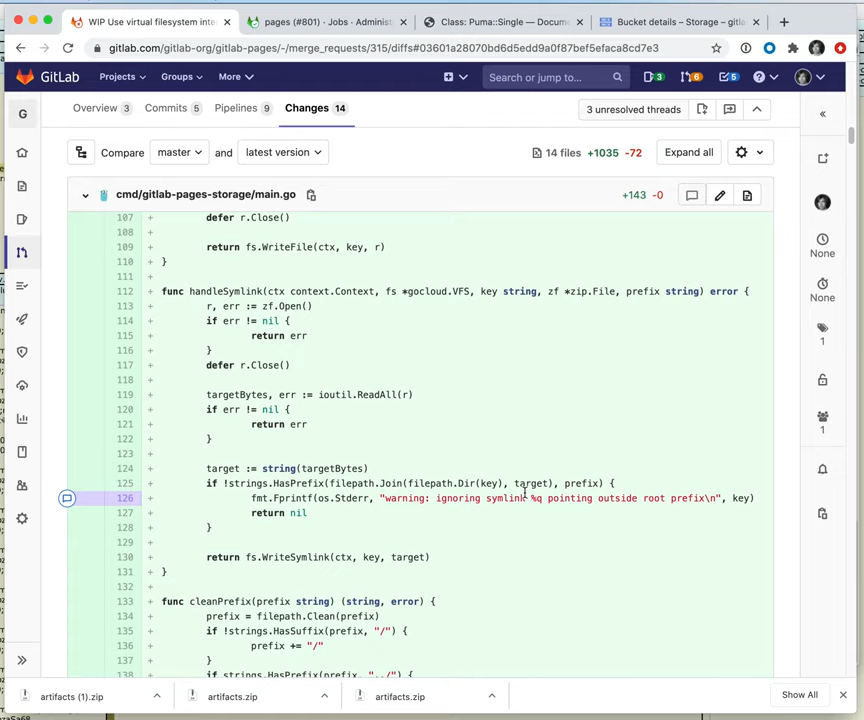 WIP Use virtual filesystem inte
pages (#801) · Jobs · Administ
Class: Puma::Single — Docume
Bucket details – Storage – gitla
gitlab.com/gitlab-org/gitlab-pages/-/merge_requests/315/diffs#03601a28070bd6d5edd9a0f87bef5efaca8cd7e3
GitLab
Projects
Groups
More
Search or jump to...
3
6
5
G
Overview 3
Commits 5
Pipelines 9
Changes 14
3 unresolved threads
Compare
master
and
latest version
14 files +1035 -72
Expand all
cmd/gitlab-pages-storage/main.go
+143 -0
107 + defer r.Close()
108 +
109 + return fs.WriteFile(ctx, key, r)
110 + }
111 +
112 + func handleSymlink(ctx context.Context, fs *gocloud.VFS, key string, zf *zip.File, prefix string) error {
113 + r, err := zf.Open()
114 + if err != nil {
115 + return err
116 + }
117 + defer r.Close()
118 +
119 + targetBytes, err := ioutil.ReadAll(r)
120 + if err != nil {
121 + return err
122 + }
123 +
124 + target := string(targetBytes)
125 + if !strings.HasPrefix(filepath.Join(filepath.Dir(key), target), prefix) {
126 + fmt.Fprintf(os.Stderr, "warning: ignoring symlink %q pointing outside root prefix\n", key)
127 + return nil
128 + }
129 +
130 + return fs.WriteSymlink(ctx, key, target)
131 + }
132 +
133 + func cleanPrefix(prefix string) (string, error) {
134 + prefix = filepath.Clean(prefix)
135 + if !strings.HasSuffix(prefix, "/") {
136 + prefix += "/"
137 + }
138 + if strings.HasPrefix(prefix, "../") {
None
None
1
1
artifacts (1).zip
artifacts.zip
artifacts.zip
Show All